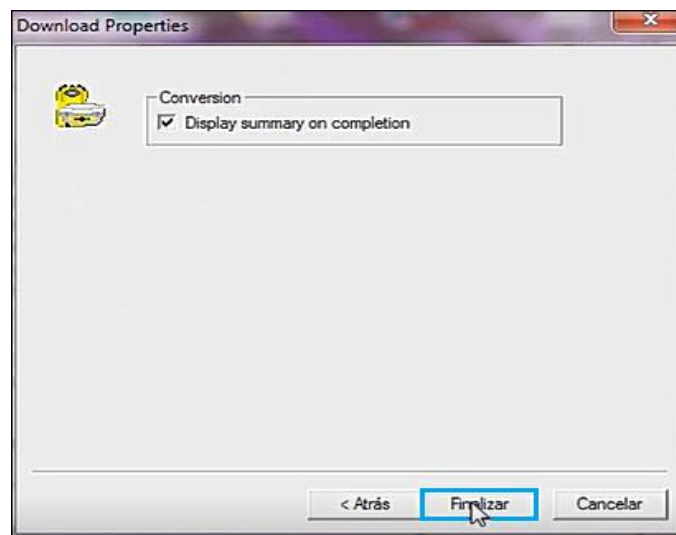 Download Properties
Conversion
Display summary on completion
< Atrás
Finalizar
Cancelar